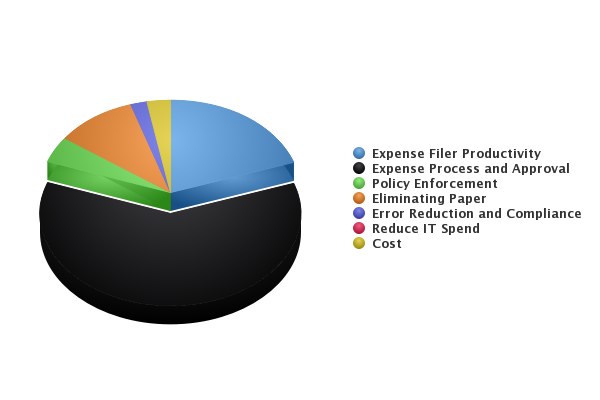 Expense Filer Productivity
Expense Process and Approval
Policy Enforcement
Eliminating Paper
Error Reduction and Compliance
Reduce IT Spend
Cost